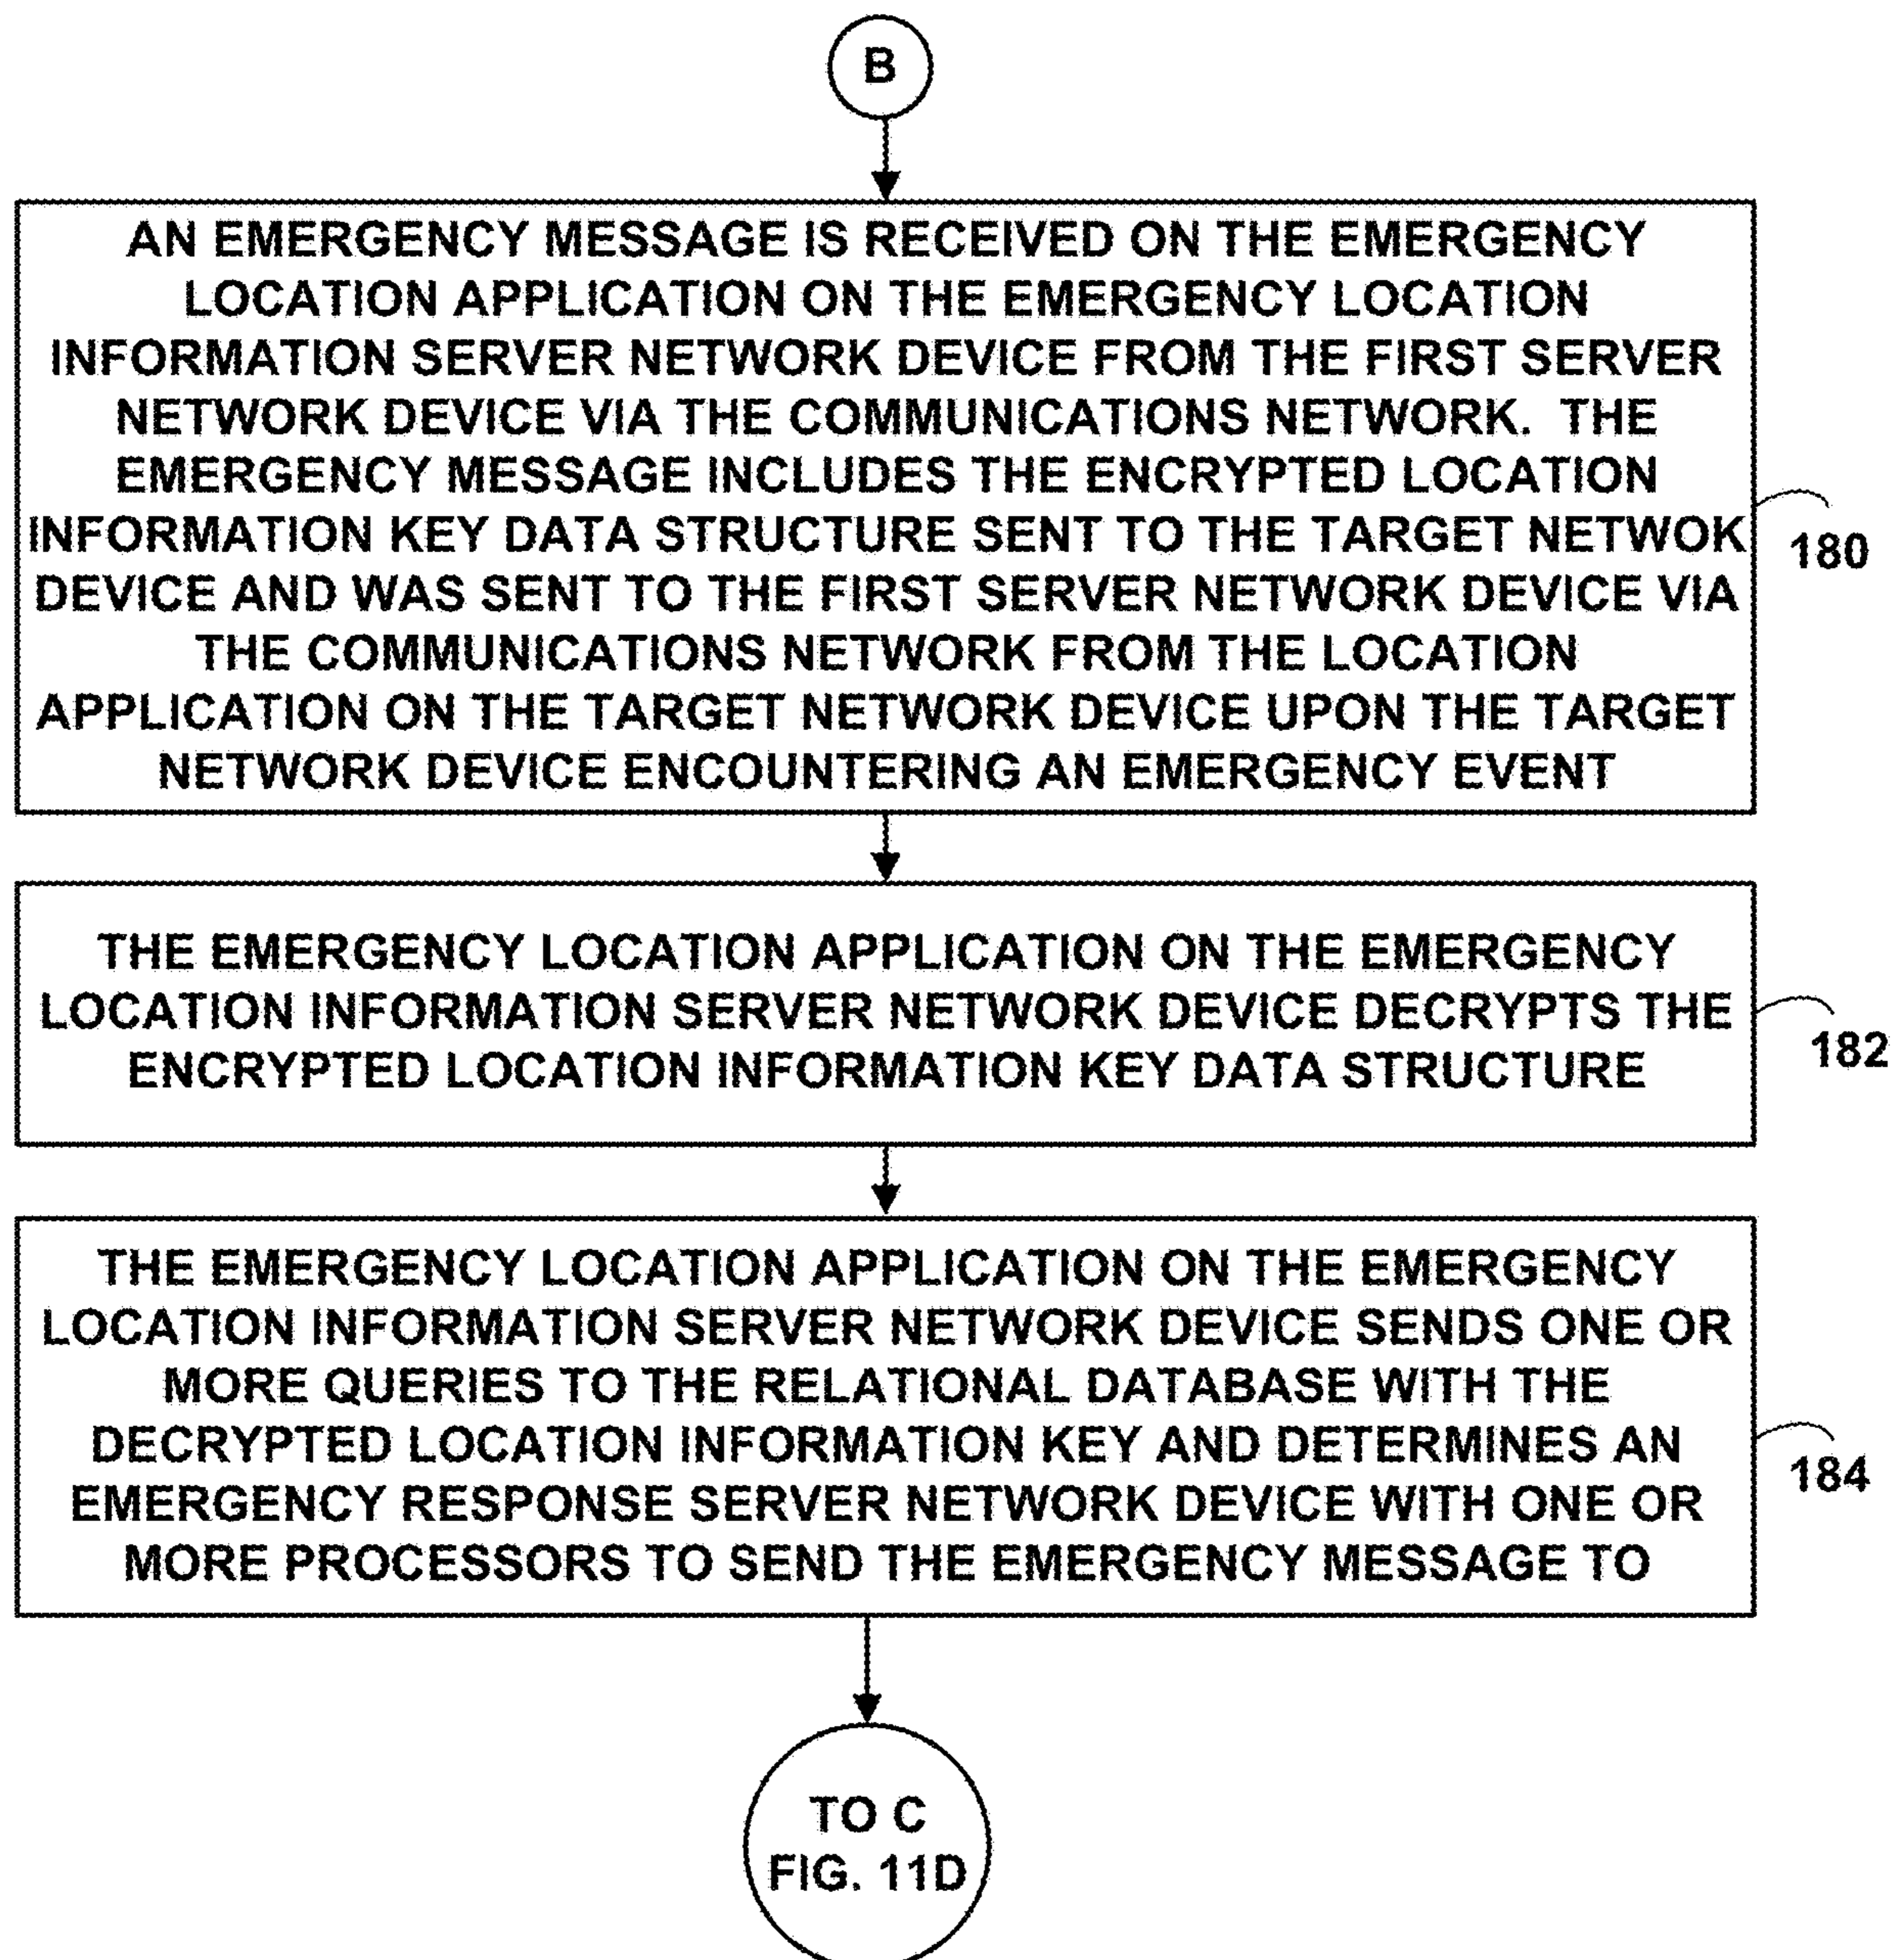 B
AN EMERGENCY MESSAGE IS RECEIVED ON THE EMERGENCY
LOCATION APPLICATION ON THE EMERGENCY LOCATION
INFORMATION SERVER NETWORK DEVICE FROM THE FIRST SERVER
NETWORK DEVICE VIA THE COMMUNICATIONS NETWORK. THE
EMERGENCY MESSAGE INCLUDES THE ENCRYPTED LOCATION
INFORMATION KEY DATA STRUCTURE SENT TO THE TARGET NETWOK
DEVICE AND WAS SENT TO THE FIRST SERVER NETWORK DEVICE VIA
THE COMMUNICATIONS NETWORK FROM THE LOCATION
APPLICATION ON THE TARGET NETWORK DEVICE UPON THE TARGET
NETWORK DEVICE ENCOUNTERING AN EMERGENCY EVENT
180
THE EMERGENCY LOCATION APPLICATION ON THE EMERGENCY
LOCATION INFORMATION SERVER NETWORK DEVICE DECRYPTS THE
ENCRYPTED LOCATION INFORMATION KEY DATA STRUCTURE
182
THE EMERGENCY LOCATION APPLICATION ON THE EMERGENCY
LOCATION INFORMATION SERVER NETWORK DEVICE SENDS ONE OR
MORE QUERIES TO THE RELATIONAL DATABASE WITH THE
DECRYPTED LOCATION INFORMATION KEY AND DETERMINES AN
EMERGENCY RESPONSE SERVER NETWORK DEVICE WITH ONE OR
MORE PROCESSORS TO SEND THE EMERGENCY MESSAGE TO
184
TO C
FIG. 11D